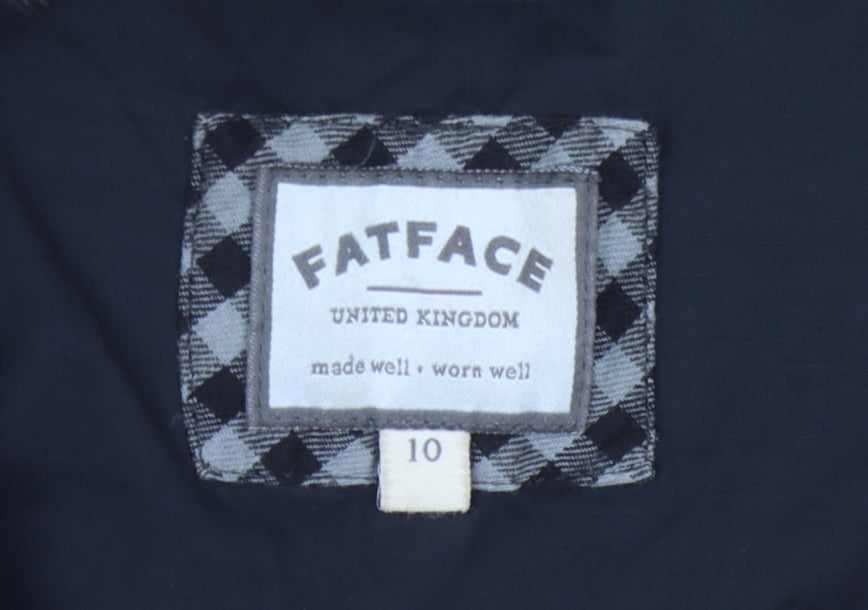 FATFACE
UNITED KINGDOM
made well • worn well
10